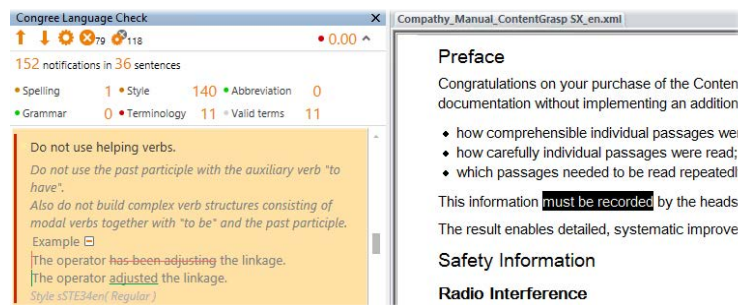 Congree Language Check X
79 118 0.00
152 notifications in 36 sentences
Spelling 1 Style 140 Abbreviation 0
Grammar 0 Terminology 11 Valid terms 11
Do not use helping verbs.
Do not use the past participle with the auxiliary verb "to
have".
Also do not build complex verb structures consisting of
modal verbs together with "to be" and the past participle.
Example
The operator has been adjusting the linkage.
The operator adjusted the linkage.
Style sSTE34en( Regular )
Compathy_Manual_ContentGrasp SX_en.xml
Preface
Congratulations on your purchase of the Conten
documentation without implementing an addition
• how comprehensible individual passages wer
• how carefully individual passages were read;
• which passages needed to be read repeatedl
This information must be recorded by the heads
The result enables detailed, systematic improve
Safety Information
Radio Interference